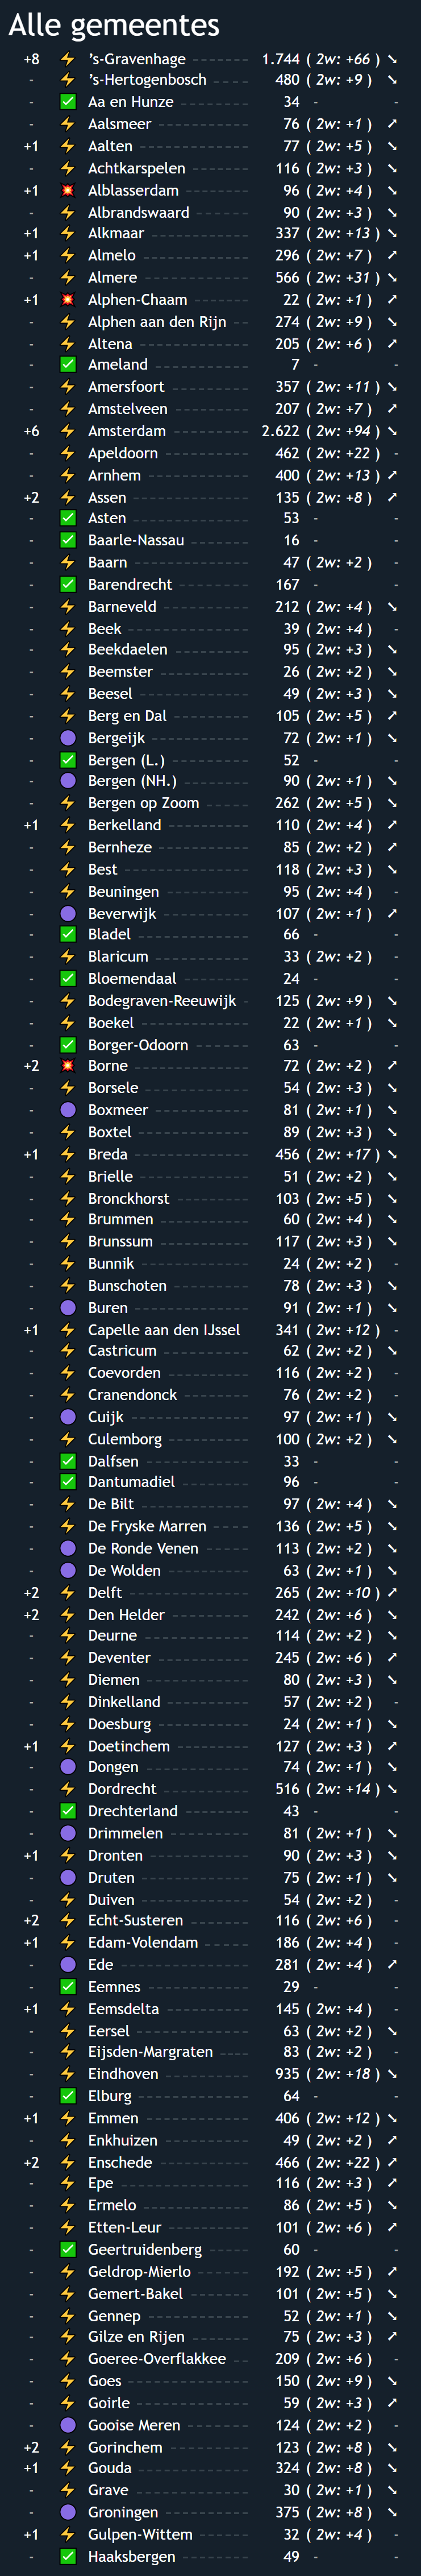 Alle gemeentes
+8 ⚡ ’s-Gravenhage 1.744 ( 2w: +66 ) ➘
- ⚡ ’s-Hertogenbosch 480 ( 2w: +9 ) ➘
- ✅ Aa en Hunze 34 - -
- ⚡ Aalsmeer 76 ( 2w: +1 ) ➚
+1 ⚡ Aalten 77 ( 2w: +5 ) ➘
- ⚡ Achtkarspelen 116 ( 2w: +3 ) ➘
+1 💥 Alblasserdam 96 ( 2w: +4 ) ➘
- ⚡ Albrandswaard 90 ( 2w: +3 ) ➘
+1 ⚡ Alkmaar 337 ( 2w: +13 ) ➘
+1 ⚡ Almelo 296 ( 2w: +7 ) ➚
- ⚡ Almere 566 ( 2w: +31 ) ➘
+1 💥 Alphen-Chaam 22 ( 2w: +1 ) ➚
- ⚡ Alphen aan den Rijn 274 ( 2w: +9 ) ➘
- ⚡ Altena 205 ( 2w: +6 ) ➚
- ✅ Ameland 7 - -
- ⚡ Amersfoort 357 ( 2w: +11 ) ➘
- ⚡ Amstelveen 207 ( 2w: +7 ) ➚
+6 ⚡ Amsterdam 2.622 ( 2w: +94 ) ➘
- ⚡ Apeldoorn 462 ( 2w: +22 ) -
- ⚡ Arnhem 400 ( 2w: +13 ) ➚
+2 ⚡ Assen 135 ( 2w: +8 ) ➚
- ✅ Asten 53 - -
- ✅ Baarle-Nassau 16 - -
- ⚡ Baarn 47 ( 2w: +2 ) -
- ✅ Barendrecht 167 - -
- ⚡ Barneveld 212 ( 2w: +4 ) ➘
- ⚡ Beek 39 ( 2w: +4 ) -
- ⚡ Beekdaelen 95 ( 2w: +3 ) ➘
- ⚡ Beemster 26 ( 2w: +2 ) ➘
- ⚡ Beesel 49 ( 2w: +3 ) ➘
- ⚡ Berg en Dal 105 ( 2w: +5 ) ➚
- 🟣 Bergeijk 72 ( 2w: +1 ) ➘
- ✅ Bergen (L.) 52 - -
- 🟣 Bergen (NH.) 90 ( 2w: +1 ) ➘
- ⚡ Bergen op Zoom 262 ( 2w: +5 ) ➘
+1 ⚡ Berkelland 110 ( 2w: +4 ) ➚
- ⚡ Bernheze 85 ( 2w: +2 ) ➚
- ⚡ Best 118 ( 2w: +3 ) ➘
- ⚡ Beuningen 95 ( 2w: +4 ) -
- 🟣 Beverwijk 107 ( 2w: +1 ) ➚
- ✅ Bladel 66 - -
- ⚡ Blaricum 33 ( 2w: +2 ) -
- ✅ Bloemendaal 24 - -
- ⚡ Bodegraven-Reeuwijk 125 ( 2w: +9 ) ➘
- ⚡ Boekel 22 ( 2w: +1 ) ➘
- ✅ Borger-Odoorn 63 - -
+2 💥 Borne 72 ( 2w: +2 ) ➚
- ⚡ Borsele 54 ( 2w: +3 ) ➘
- 🟣 Boxmeer 81 ( 2w: +1 ) ➘
- ⚡ Boxtel 89 ( 2w: +3 ) ➘
+1 ⚡ Breda 456 ( 2w: +17 ) ➘
- ⚡ Brielle 51 ( 2w: +2 ) ➘
- ⚡ Bronckhorst 103 ( 2w: +5 ) ➘
- ⚡ Brummen 60 ( 2w: +4 ) ➘
- ⚡ Brunssum 117 ( 2w: +3 ) ➘
- ⚡ Bunnik 24 ( 2w: +2 ) -
- ⚡ Bunschoten 78 ( 2w: +3 ) ➘
- 🟣 Buren 91 ( 2w: +1 ) ➘
+1 ⚡ Capelle aan den IJssel 341 ( 2w: +12 ) -
- ⚡ Castricum 62 ( 2w: +2 ) ➘
- ⚡ Coevorden 116 ( 2w: +2 ) -
- ⚡ Cranendonck 76 ( 2w: +2 ) -
- 🟣 Cuijk 97 ( 2w: +1 ) ➘
- ⚡ Culemborg 100 ( 2w: +2 ) ➘
- ✅ Dalfsen 33 - -
- ✅ Dantumadiel 96 - -
- ⚡ De Bilt 97 ( 2w: +4 ) ➘
- ⚡ De Fryske Marren 136 ( 2w: +5 ) ➘
- 🟣 De Ronde Venen 113 ( 2w: +2 ) ➘
- 🟣 De Wolden 63 ( 2w: +1 ) ➘
+2 ⚡ Delft 265 ( 2w: +10 ) ➚
+2 ⚡ Den Helder 242 ( 2w: +6 ) ➘
- ⚡ Deurne 114 ( 2w: +2 ) ➘
- ⚡ Deventer 245 ( 2w: +6 ) ➚
- ⚡ Diemen 80 ( 2w: +3 ) ➘
- ⚡ Dinkelland 57 ( 2w: +2 ) -
- ⚡ Doesburg 24 ( 2w: +1 ) ➘
+1 ⚡ Doetinchem 127 ( 2w: +3 ) ➚
- 🟣 Dongen 74 ( 2w: +1 ) ➘
- ⚡ Dordrecht 516 ( 2w: +14 ) ➘
- ✅ Drechterland 43 - -
- 🟣 Drimmelen 81 ( 2w: +1 ) ➘
+1 ⚡ Dronten 90 ( 2w: +3 ) ➘
- 🟣 Druten 75 ( 2w: +1 ) ➘
- ⚡ Duiven 54 ( 2w: +2 ) -
+2 ⚡ Echt-Susteren 116 ( 2w: +6 ) -
+1 ⚡ Edam-Volendam 186 ( 2w: +4 ) -
- 🟣 Ede 281 ( 2w: +4 ) ➚
- ✅ Eemnes 29 - -
+1 ⚡ Eemsdelta 145 ( 2w: +4 ) -
- ⚡ Eersel 63 ( 2w: +2 ) ➘
- ⚡ Eijsden-Margraten 83 ( 2w: +2 ) -
- ⚡ Eindhoven 935 ( 2w: +18 ) ➘
- ✅ Elburg 64 - -
+1 ⚡ Emmen 406 ( 2w: +12 ) ➘
- ⚡ Enkhuizen 49 ( 2w: +2 ) ➚
+2 ⚡ Enschede 466 ( 2w: +22 ) ➚
- ⚡ Epe 116 ( 2w: +3 ) ➚
- ⚡ Ermelo 86 ( 2w: +5 ) ➘
- ⚡ Etten-Leur 101 ( 2w: +6 ) ➚
- ✅ Geertruidenberg 60 - -
- ⚡ Geldrop-Mierlo 192 ( 2w: +5 ) ➚
- ⚡ Gemert-Bakel 101 ( 2w: +5 ) ➘
- ⚡ Gennep 52 ( 2w: +1 ) ➘
- ⚡ Gilze en Rijen 75 ( 2w: +3 ) ➚
- ⚡ Goeree-Overflakkee 209 ( 2w: +6 ) -
- ⚡ Goes 150 ( 2w: +9 ) ➘
- ⚡ Goirle 59 ( 2w: +3 ) ➚
- 🟣 Gooise Meren 124 ( 2w: +2 ) -
+2 ⚡ Gorinchem 123 ( 2w: +8 ) ➘
+1 ⚡ Gouda 324 ( 2w: +8 ) ➘
- ⚡ Grave 30 ( 2w: +1 ) ➘
- 🟣 Groningen 375 ( 2w: +8 ) ➘
+1 ⚡ Gulpen-Wittem 32 ( 2w: +4 ) -
- ✅ Haaksbergen 49 - -